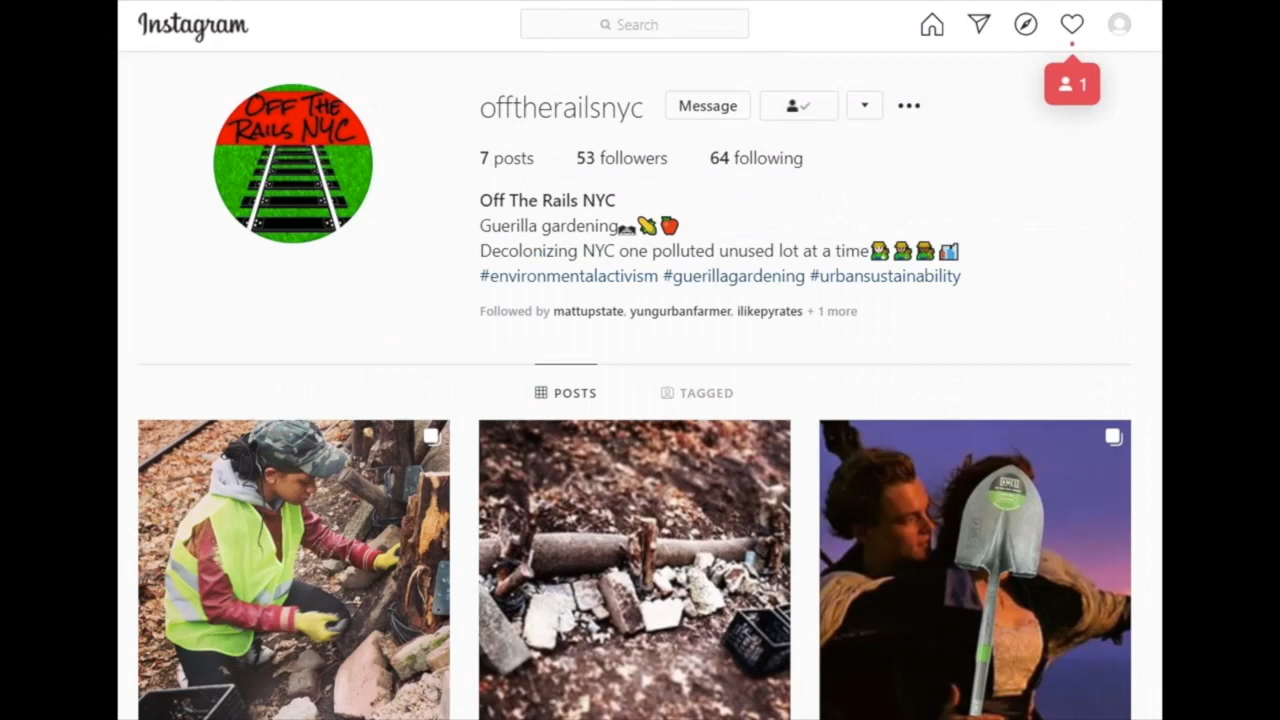 Instagram
Search
1
OFF THE
RAILS NYC
offtherailsnyc
Message
7 posts 53 followers 64 following
Off The Rails NYC
Guerilla gardening
Decolonizing NYC one polluted unused lot at a time
#environmentalactivism #guerillagardening #urbansustainability
Followed by mattupstate, yungurbanfarmer, ilikepyrates + 1 more
POSTS TAGGED
AMES